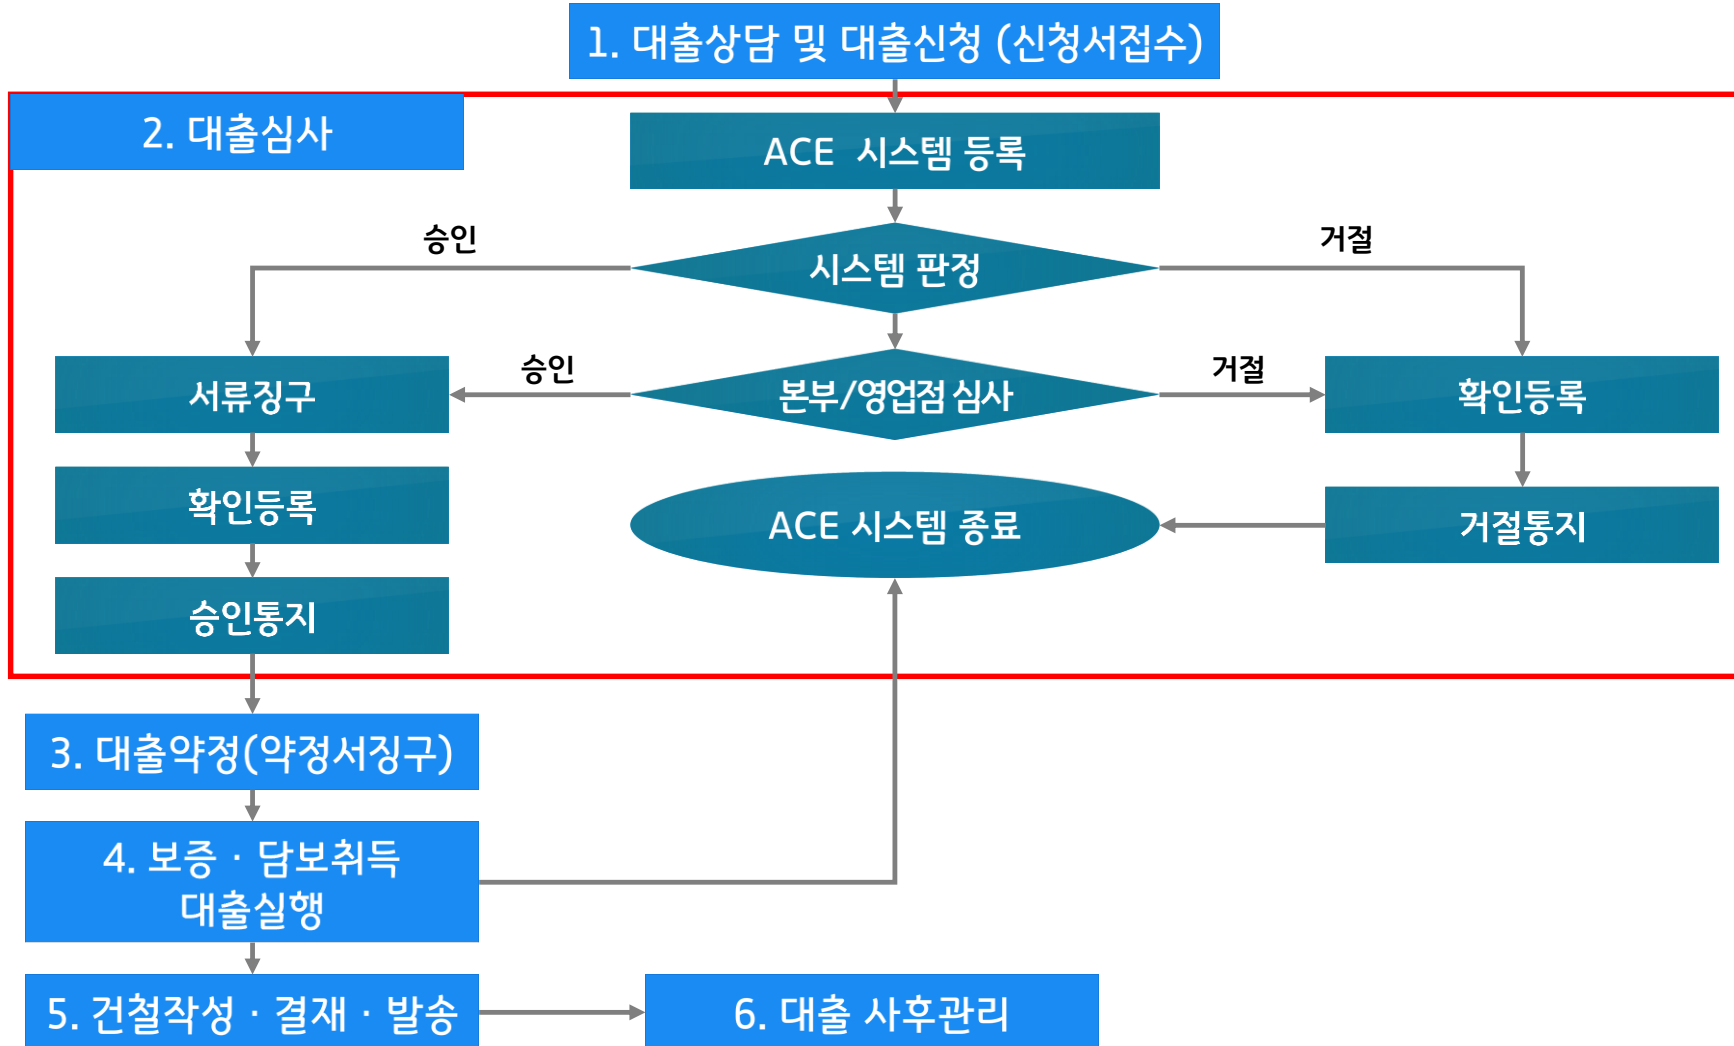 1. 대출상담 및 대출신청 (신청서접수)
2. 대출심사
ACE 시스템 등록
승인
거절
시스템 판정
서류징구
승인
본부/영업점 심사
거절
확인등록
확인등록
ACE 시스템 종료
거절통지
승인통지
3. 대출약정(약정서징구)
4. 보증 · 담보취득
대출실행
5. 건철작성 · 결재 · 발송
6. 대출 사후관리